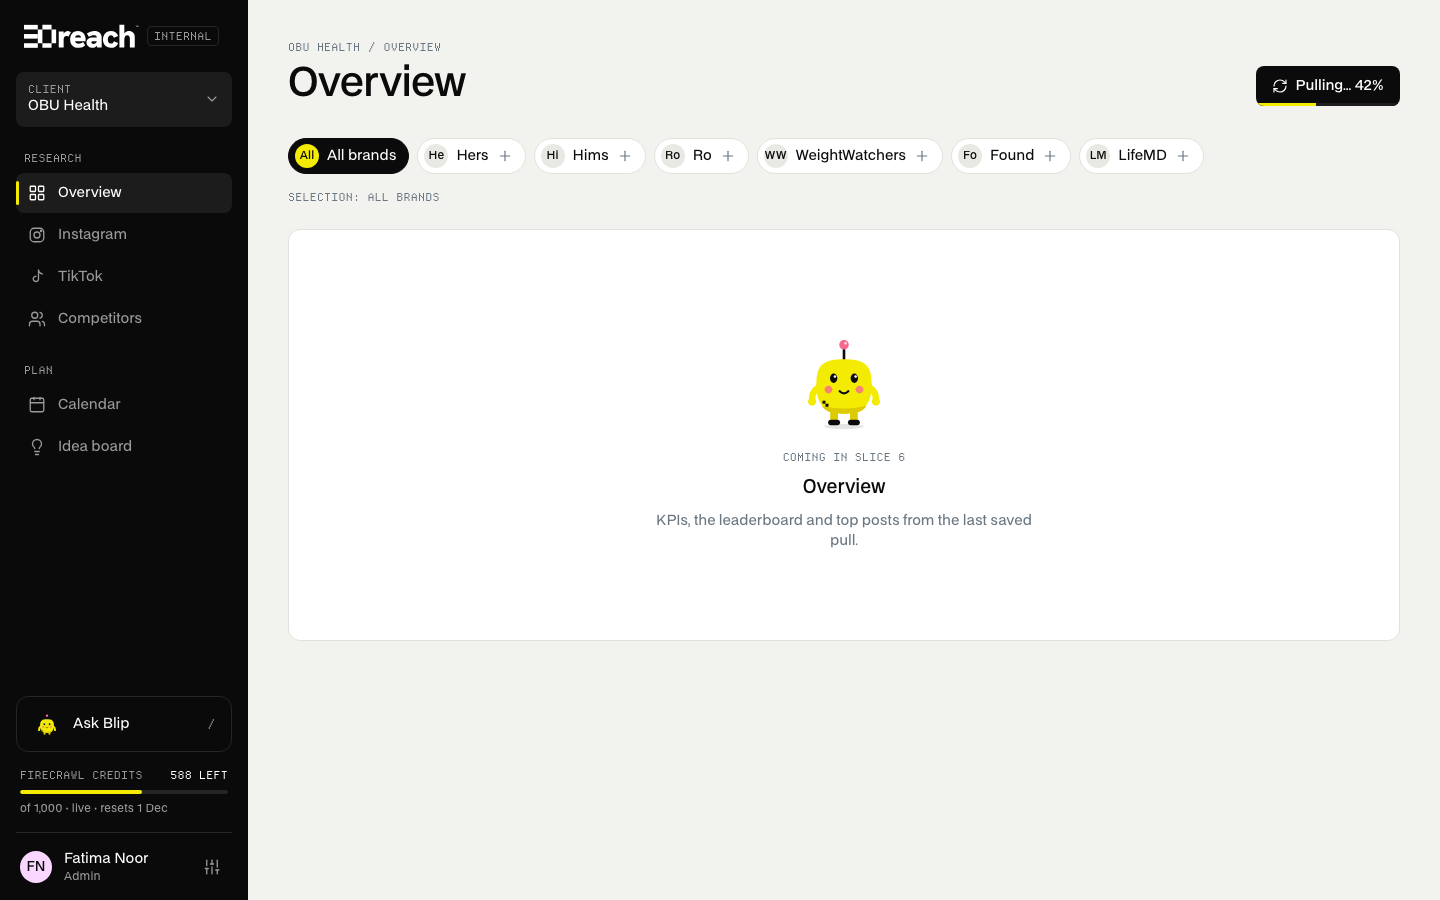 reach
INTERNAL
CLIENT
OBU Health
RESEARCH
Overview
Instagram
TikTok
Competitors
PLAN
Calendar
Idea board
Ask Blip /
FIRECRAWL CREDITS 588 LEFT
of 1,000 · live · resets 1 Dec
FN Fatima Noor
Admin
OBU HEALTH / OVERVIEW
Overview
Pulling... 42%
All All brands
He Hers +
Hi Hims +
Ro Ro +
WW WeightWatchers +
Fo Found +
LM LifeMD +
SELECTION: ALL BRANDS
COMING IN SLICE 6
Overview
KPIs, the leaderboard and top posts from the last saved
pull.